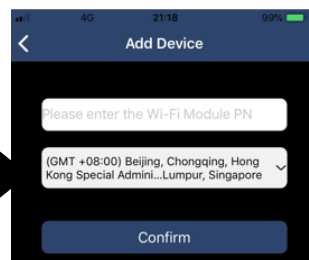 4G 21:18 99%
Add Device
Please enter the Wi-Fi Module PN
(GMT +08:00) Beijing, Chongqing, Hong
Kong Special Admini...Lumpur, Singapore
Confirm